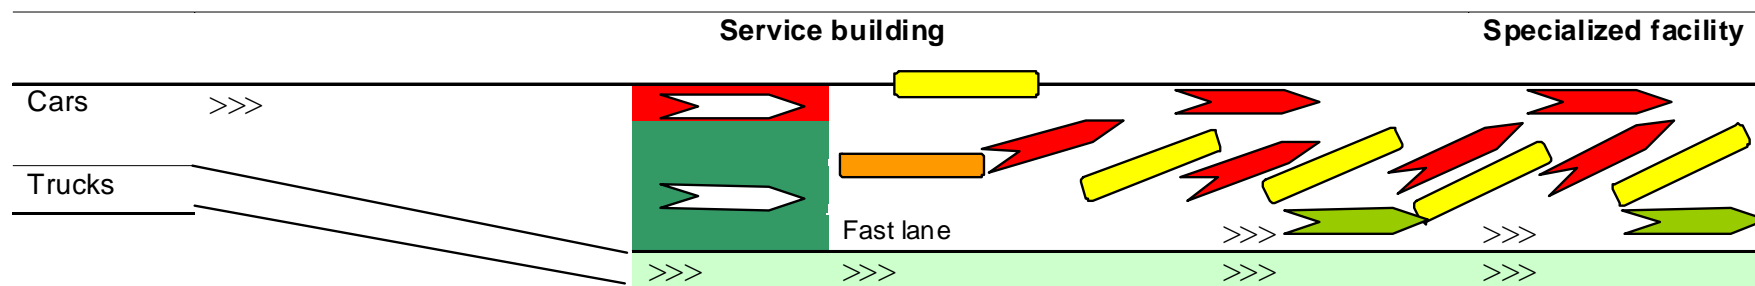 Service building
Specialized facility
Cars >>>
Trucks
Fast lane >>> >>>
>>> >>> >>> >>>